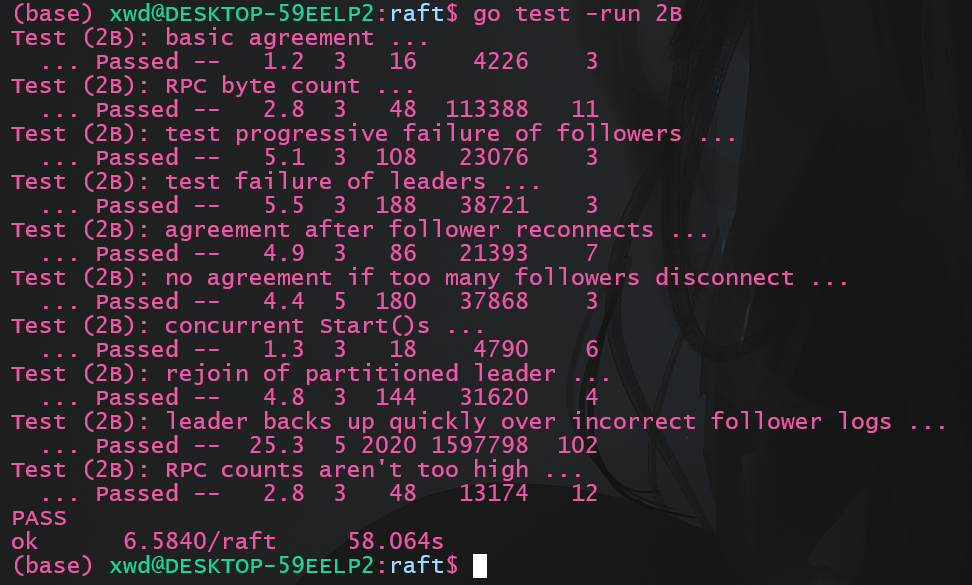 (base) xwd@DESKTOP-59EELP2:raft$ go test -run 2B
Test (2B): basic agreement ...
  ... Passed --   1.2  3   16    4226    3
Test (2B): RPC byte count ...
  ... Passed --   2.8  3   48  113388   11
Test (2B): test progressive failure of followers ...
  ... Passed --   5.1  3  108   23076    3
Test (2B): test failure of leaders ...
  ... Passed --   5.5  3  188   38721    3
Test (2B): agreement after follower reconnects ...
  ... Passed --   4.9  3   86   21393    7
Test (2B): no agreement if too many followers disconnect ...
  ... Passed --   4.4  5  180   37868    3
Test (2B): concurrent Start()s ...
  ... Passed --   1.3  3   18    4790    6
Test (2B): rejoin of partitioned leader ...
  ... Passed --   4.8  3  144   31620    4
Test (2B): leader backs up quickly over incorrect follower logs ...
  ... Passed --  25.3  5 2020 1597798  102
Test (2B): RPC counts aren't too high ...
  ... Passed --   2.8  3   48   13174   12
PASS
ok      6.5840/raft     58.064s
(base) xwd@DESKTOP-59EELP2:raft$